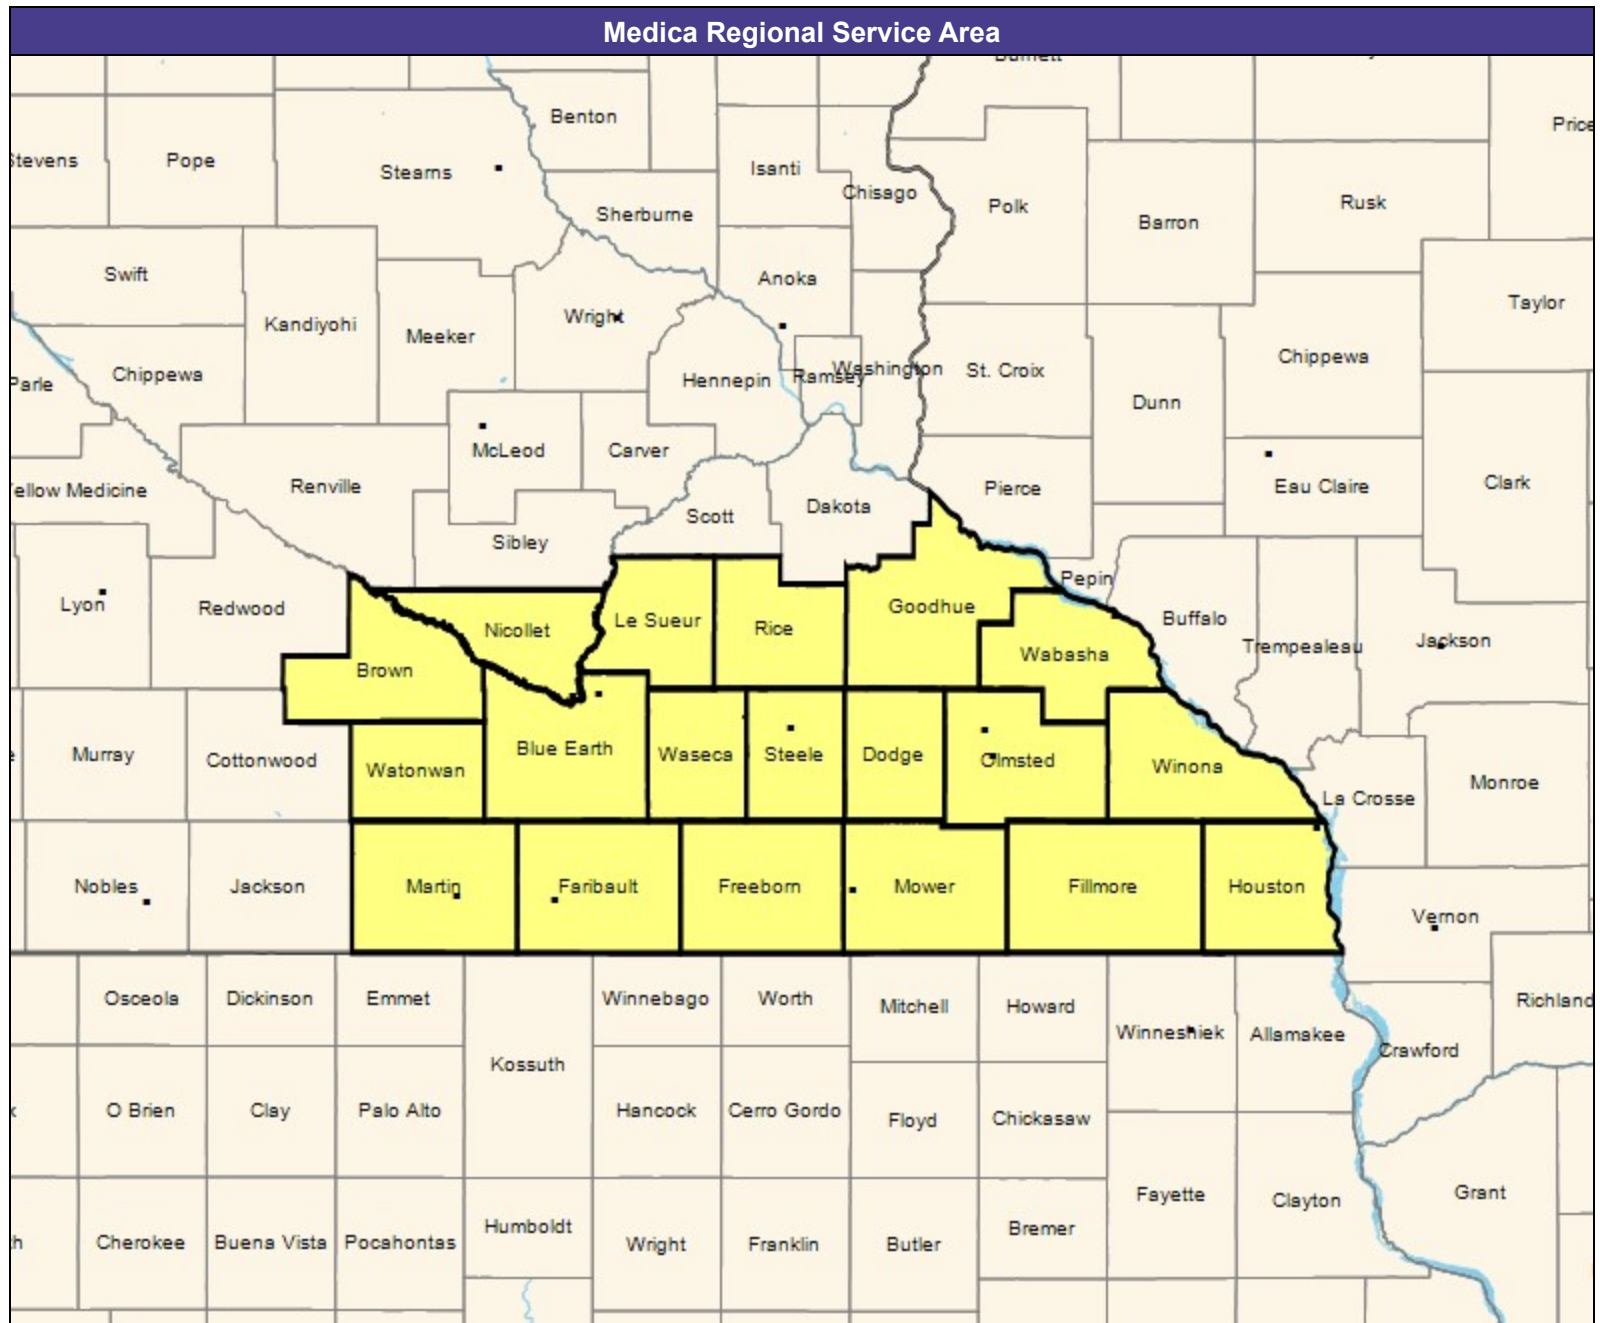 Medica Regional Service Area
Benton
Price
Stevens
Pope
Stearns
Isanti
Chisago
Polk
Rusk
Sherburne
Barron
Swift
Anoka
Taylor
Kandiyohi
Wright
Meeker
Chippewa
Chippewa
Parle
Hennepin
Ramsey
Washington
St. Croix
Dunn
McLeod
Carver
Renville
ellow Medicine
Pierce
Eau Claire
Clark
Scott
Dakota
Sibley
Pepin
Lyon
Redwood
Nicollet
Le Sueur
Rice
Goodhue
Buffalo
Trempealeau
Jackson
Brown
Wabasha
Murray
Cottonwood
Watonwan
Blue Earth
Waseca
Steele
Dodge
Olmsted
Winona
La Crosse
Monroe
Nobles
Jackson
Martin
Faribault
Freeborn
Mower
Fillmore
Houston
Vernon
Osceola
Dickinson
Emmet
Winnebago
Worth
Mitchell
Howard
Richland
Winneshiek
Allamakee
Crawford
Kossuth
O Brien
Clay
Palo Alto
Hancock
Cerro Gordo
Floyd
Chickasaw
Fayette
Clayton
Grant
Cherokee
Buena Vista
Pocahontas
Humboldt
Wright
Franklin
Butler
Bremer